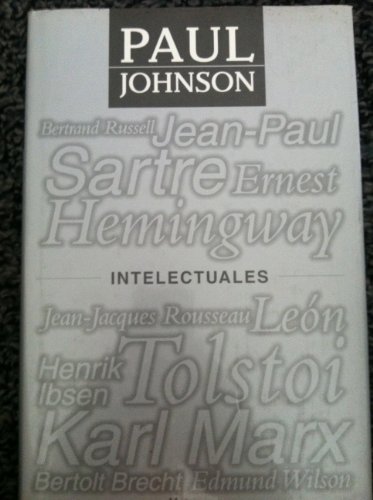 PAUL
JOHNSON
Bertrand Russell Jean-Paul
Sartre Ernest
Hemingway
INTELECTUALES
Jean-Jacques Rousseau León
Henrik Tolstoi
Ibsen
Karl Marx
Bertolt Brecht Edmund Wilson